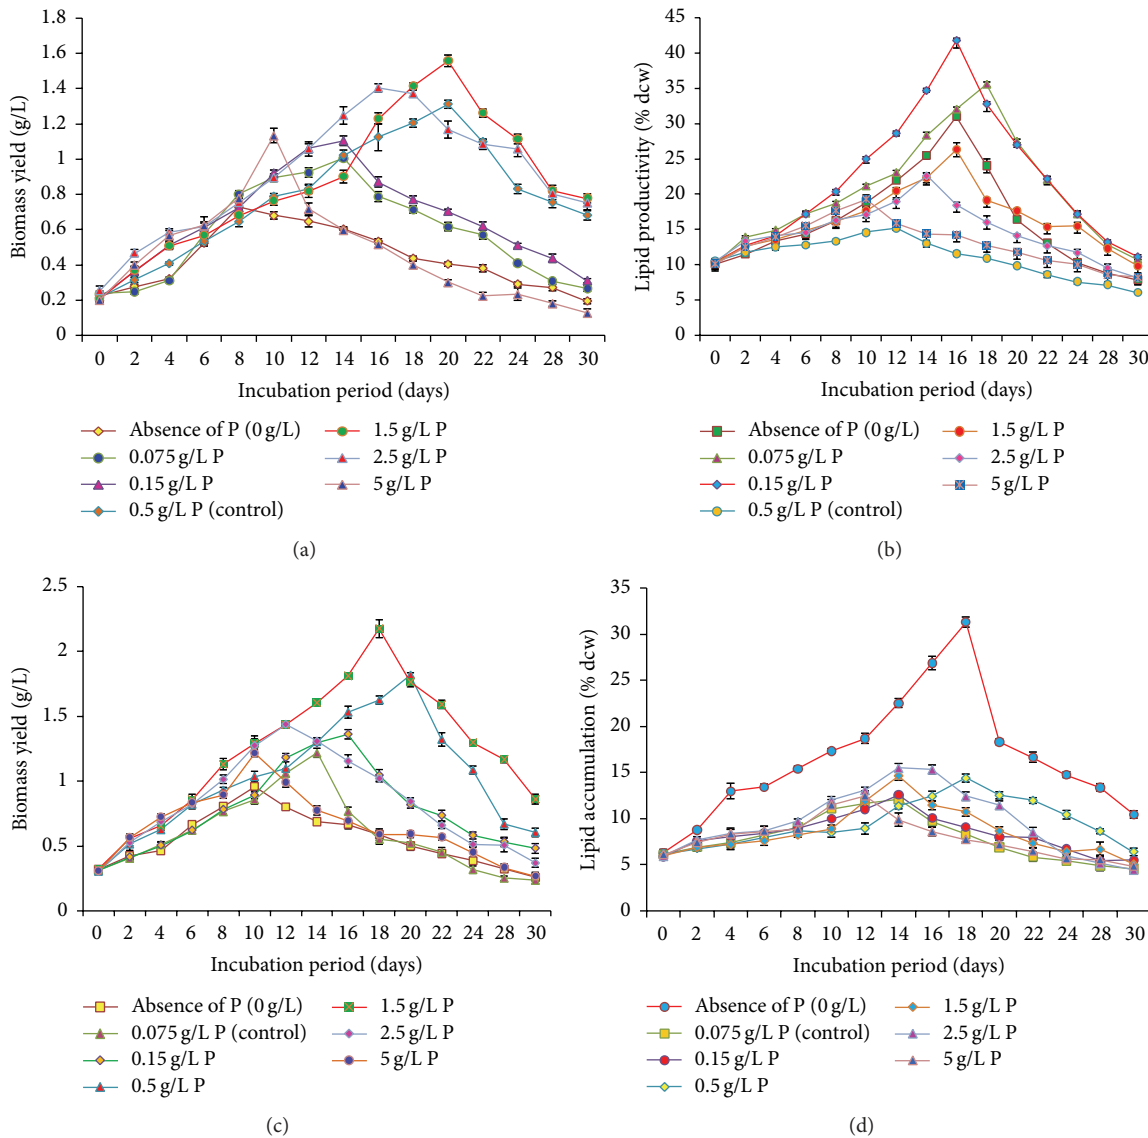 1.8
1.6
1.4
1.2
1
0.8
0.6
0.4
0.2
0
Biomass yield (g/L)
0 2 4 6 8 10 12 14 16 18 20 22 24 28 30
Incubation period (days)
Absence of P (0 g/L)
0.075 g/L P
0.15 g/L P
0.5 g/L P (control)
1.5 g/L P
2.5 g/L P
5 g/L P
(a)
45
40
35
30
25
20
15
10
5
0
Lipid productivity (% dcw)
0 2 4 6 8 10 12 14 16 18 20 22 24 28 30
Incubation period (days)
Absence of P (0 g/L)
0.075 g/L P
0.15 g/L P
0.5 g/L P (control)
1.5 g/L P
2.5 g/L P
5 g/L P
(b)
2.5
2
1.5
1
0.5
0
Biomass yield (g/L)
0 2 4 6 8 10 12 14 16 18 20 22 24 28 30
Incubation period (days)
Absence of P (0 g/L)
0.075 g/L P (control)
0.15 g/L P
0.5 g/L P
1.5 g/L P
2.5 g/L P
5 g/L P
(c)
35
30
25
20
15
10
5
0
Lipid accumulation (% dcw)
0 2 4 6 8 10 12 14 16 18 20 22 24 28 30
Incubation period (days)
Absence of P (0 g/L)
0.075 g/L P (control)
0.15 g/L P
0.5 g/L P
1.5 g/L P
2.5 g/L P
5 g/L P
(d)